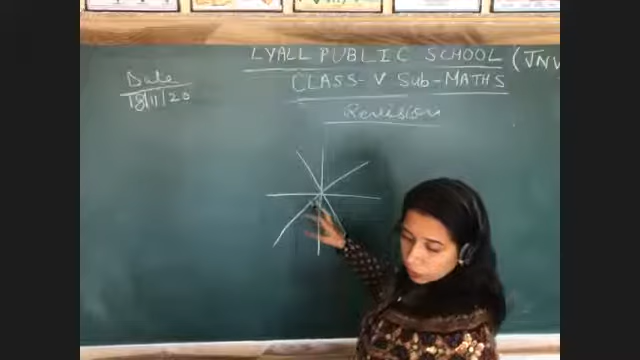 LYALL PUBLIC SCHOOL (JNV
CLASS-V Sub-MATHS
Date
18/11/20
Revision